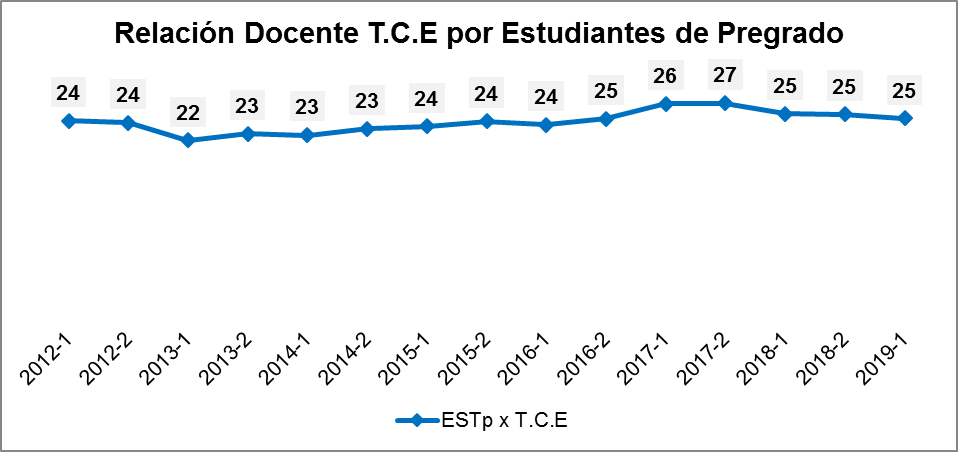 Relación Docente T.C.E por Estudiantes de Pregrado
24 24 22 23 23 23 24 24 24 25 26 27 25 25 25
2012-1 2012-2 2013-1 2013-2 2014-1 2014-2 2015-1 2015-2 2016-1 2016-2 2017-1 2017-2 2018-1 2018-2 2019-1
ESTp x T.C.E